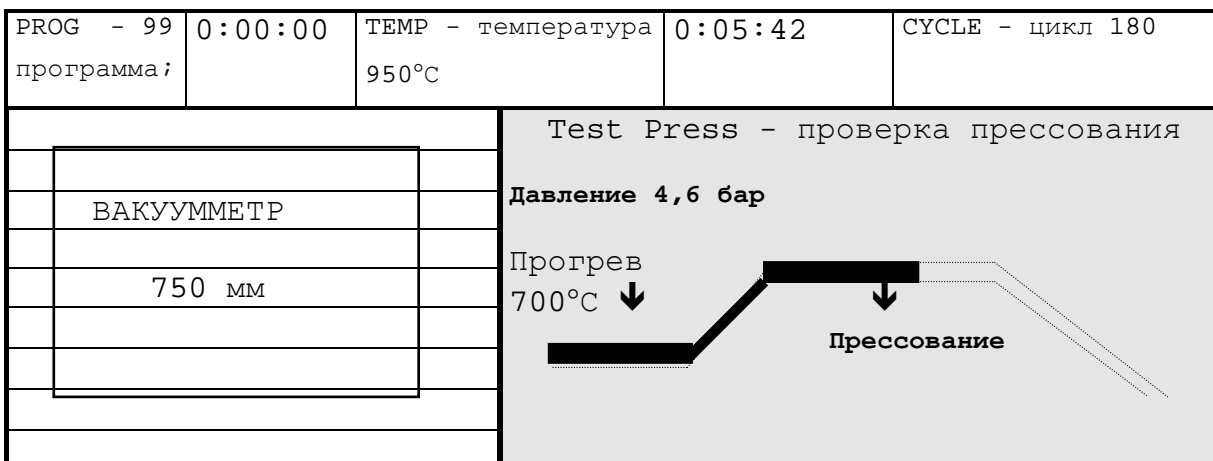 PROG - 99 программа;
0:00:00
TEMP - температура 950°C
0:05:42
CYCLE - цикл 180
ВАКУУММЕТР
750 мм
Test Press - проверка прессования
Давление 4,6 бар
Прогрев
700°C
Прессование